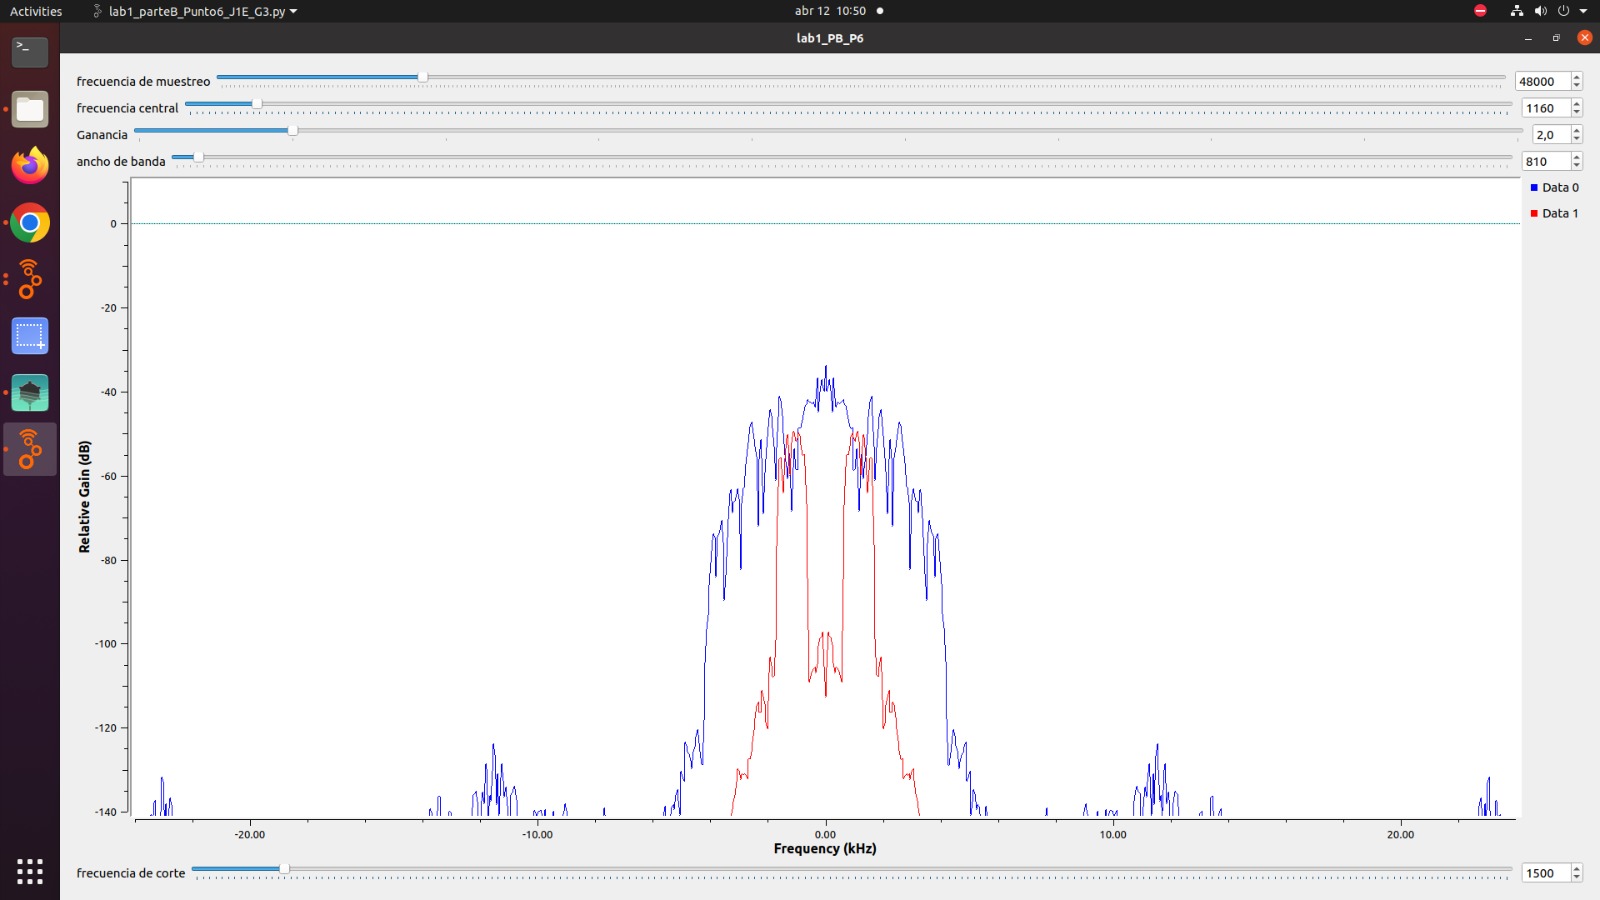 Activities lab1_parteB_Punto6_J1E_G3.py abr 12 10:50
lab1_PB_P6
frecuencia de muestreo 48000
frecuencia central 1160
Ganancia 2,0
ancho de banda 810
Data 0
Data 1
0
-20
-40
-60
-80
-100
-120
-140
Relative Gain (dB)
-20.00 -10.00 0.00 10.00 20.00
Frequency (kHz)
frecuencia de corte 1500